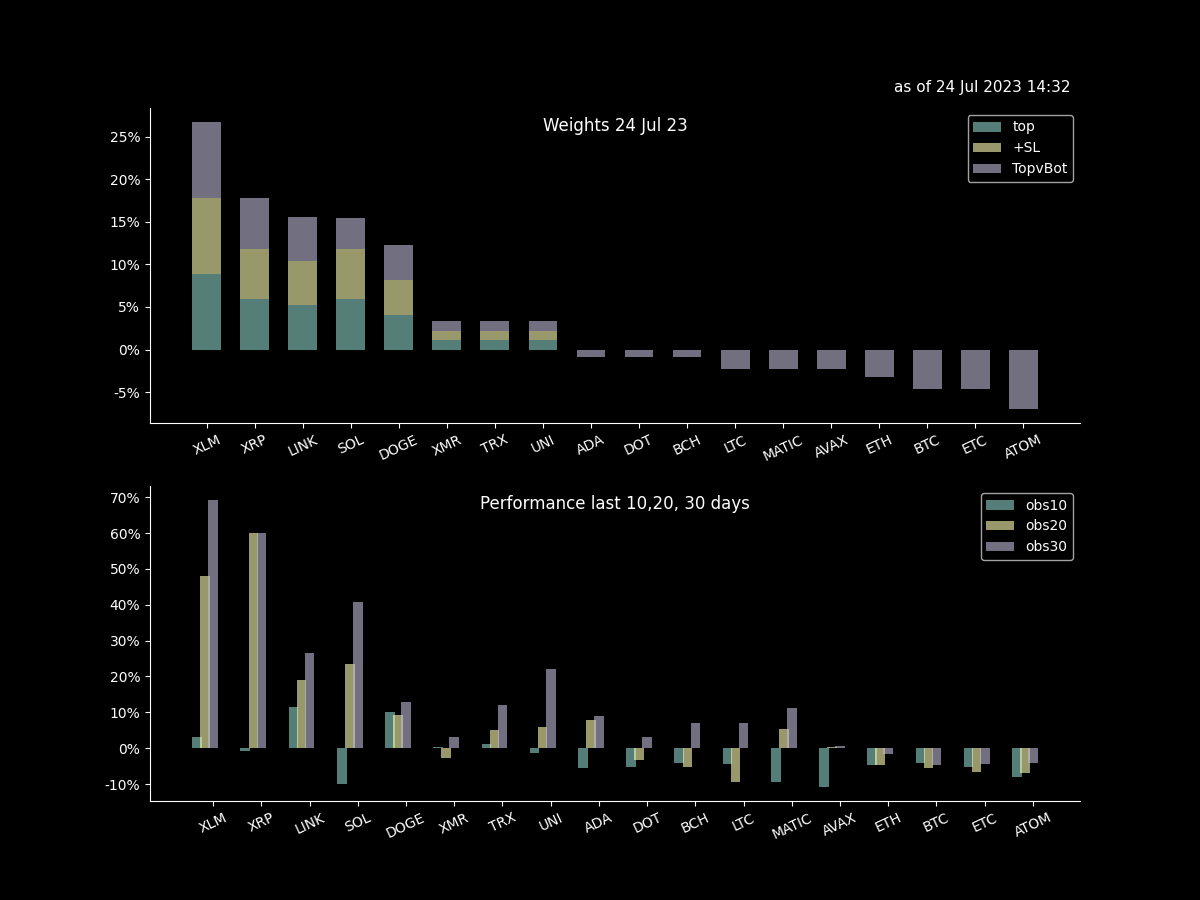 as of 24 Jul 2023 14:32
Weights 24 Jul 23
top
+SL
TopvBot
25%
20%
15%
10%
5%
0%
-5%
XLM XRP LINK SOL DOGE XMR TRX UNI ADA DOT BCH LTC MATIC AVAX ETH BTC ETC ATOM
Performance last 10,20, 30 days
obs10
obs20
obs30
70%
60%
50%
40%
30%
20%
10%
0%
-10%
XLM XRP LINK SOL DOGE XMR TRX UNI ADA DOT BCH LTC MATIC AVAX ETH BTC ETC ATOM